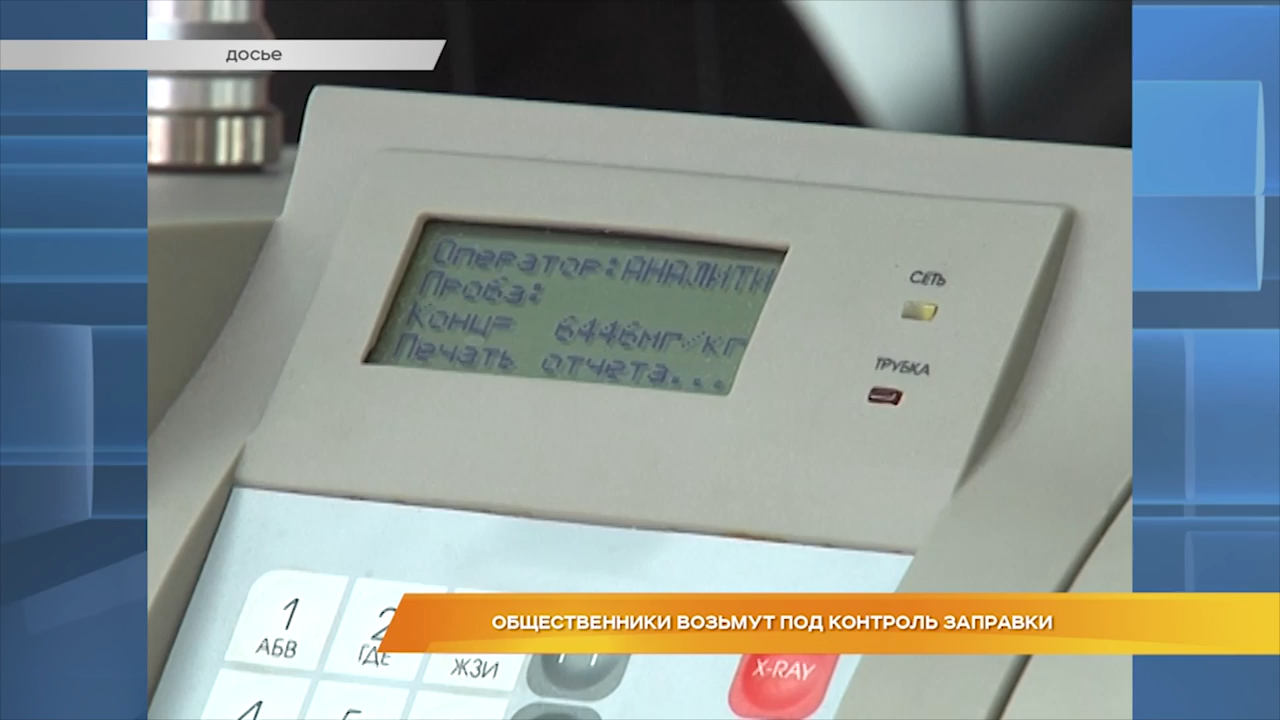 ДОСЬЕ
Оператор:АНАЛИТИ
Проба:
Конц= 6446мг/кг
Печать отчета...
СЕТЬ
ТРУБКА
ОБЩЕСТВЕННИКИ ВОЗЬМУТ ПОД КОНТРОЛЬ ЗАПРАВКИ
1
АБВ
2
ГДЕ
ЖЗИ
X-RAY